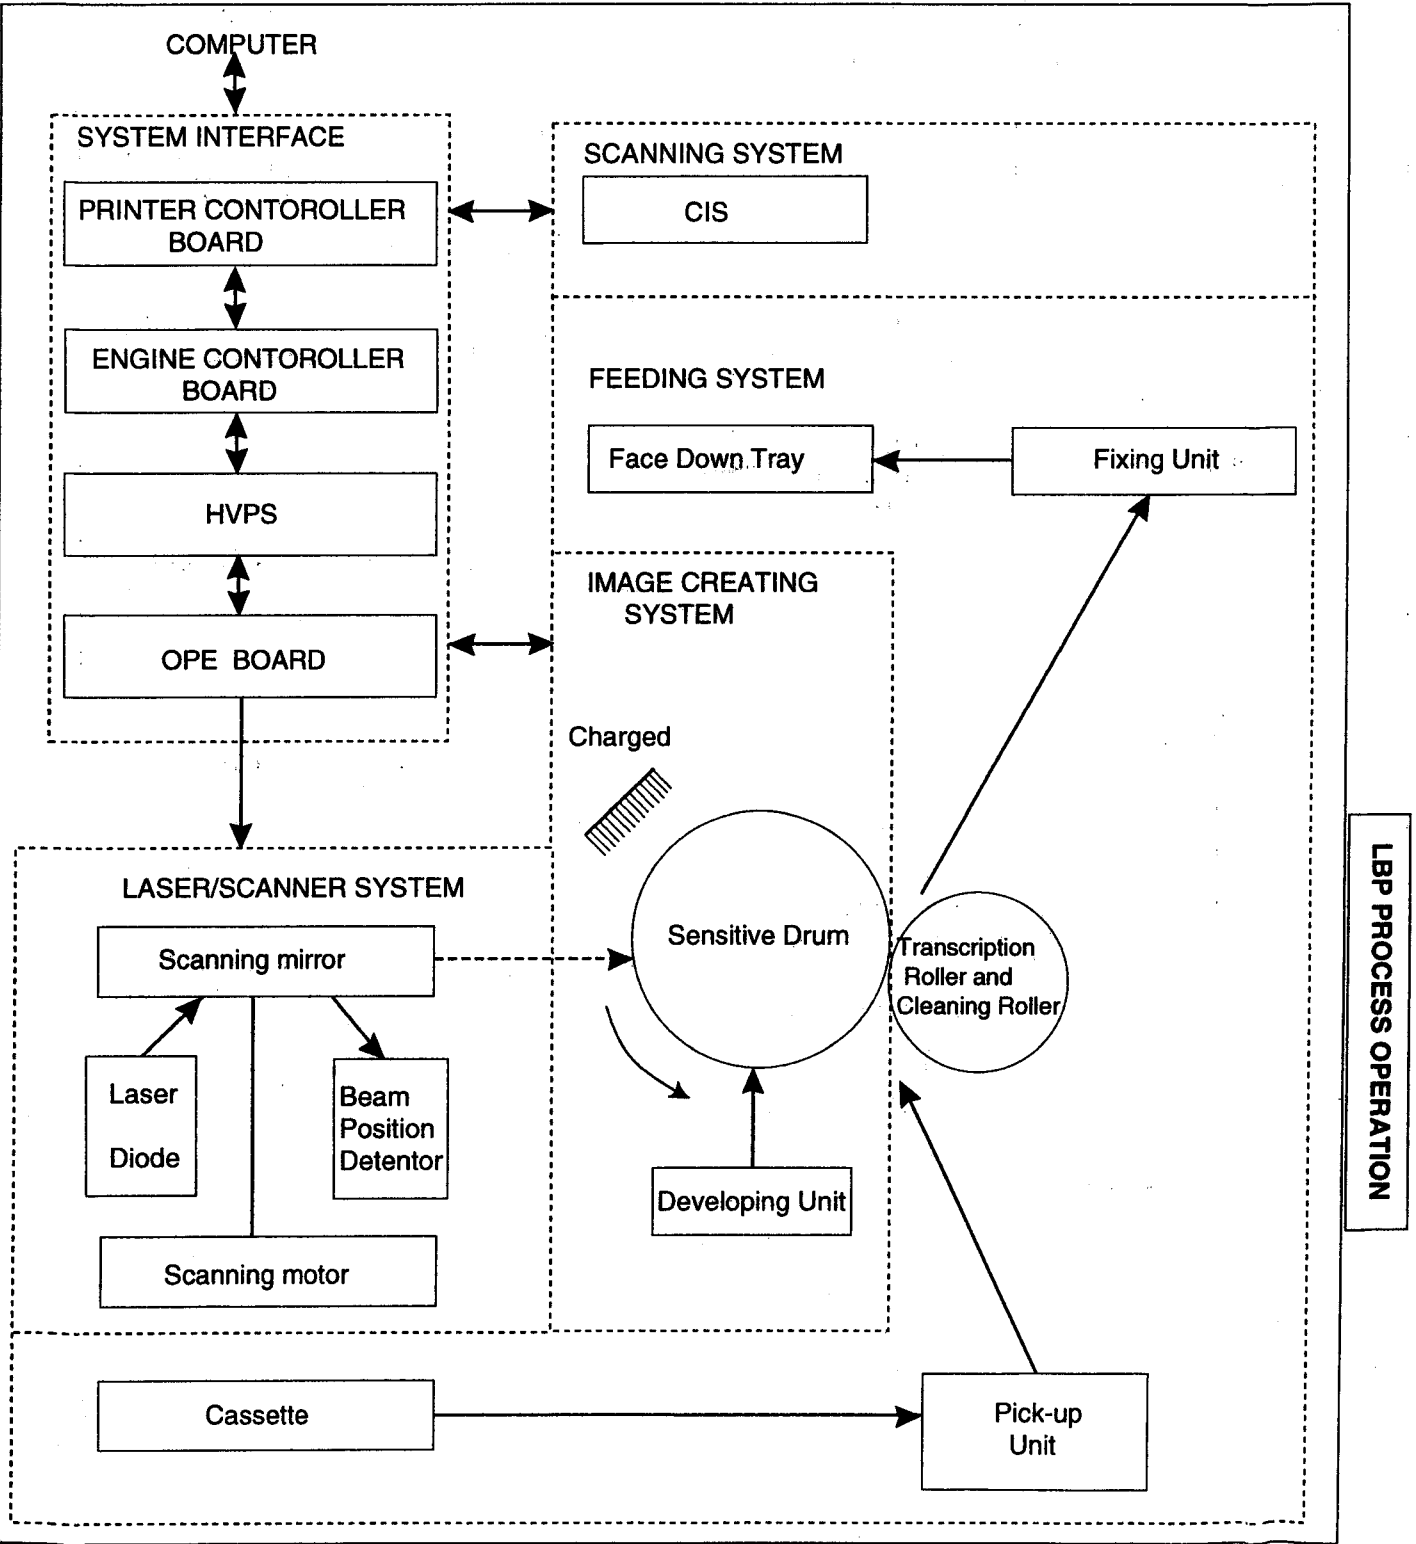 COMPUTER
SYSTEM INTERFACE
PRINTER CONTOROLLER
BOARD
ENGINE CONTOROLLER
BOARD
HVPS
OPE BOARD
SCANNING SYSTEM
CIS
FEEDING SYSTEM
Face Down Tray
Fixing Unit
IMAGE CREATING
SYSTEM
Charged
Sensitive Drum
Transcription
Roller and
Cleaning Roller
Developing Unit
LASER/SCANNER SYSTEM
Scanning mirror
Laser
Diode
Beam
Position
Detentor
Scanning motor
Cassette
Pick-up
Unit
LBP PROCESS OPERATION